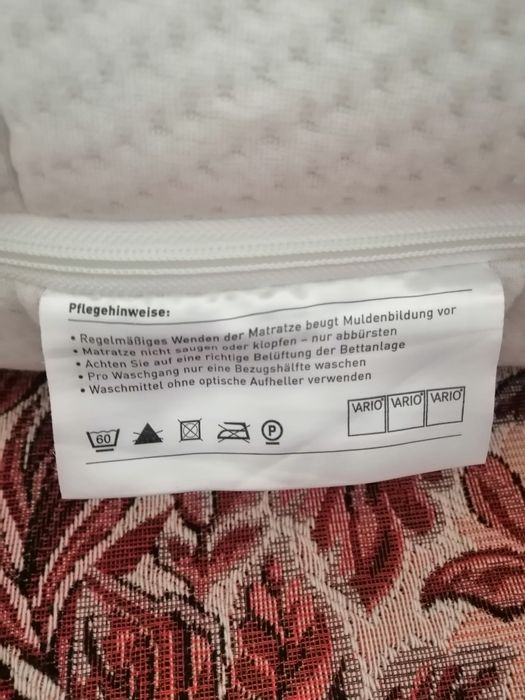 Pflegehinweise:
• Regelmäßiges Wenden der Matratze beugt Muldenbildung vor
• Matratze nicht saugen oder klopfen – nur abbürsten
• Achten Sie auf eine richtige Belüftung der Bettanlage
• Pro Waschgang nur eine Bezugshälfte waschen
• Waschmittel ohne optische Aufheller verwenden
60 P VARIO® VARIO® VARIO®